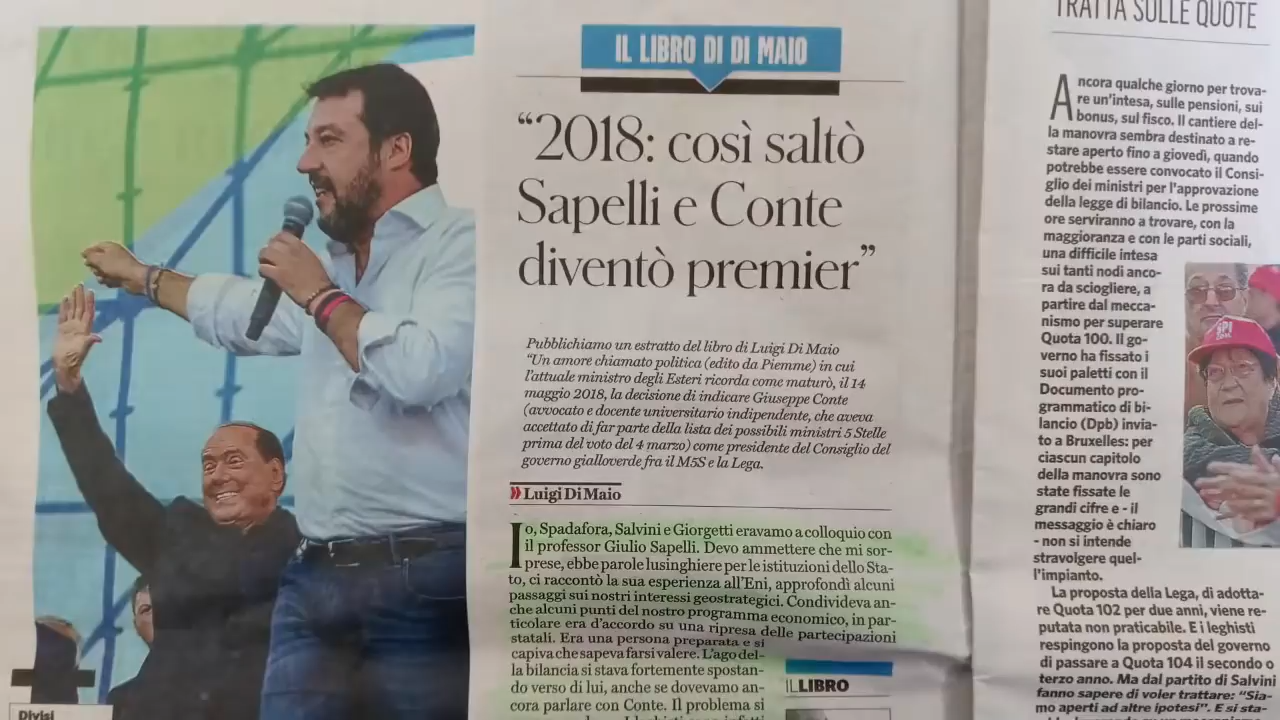 IL LIBRO DI DI MAIO
“2018: così saltò
Sapelli e Conte
diventò premier”
Pubblichiamo un estratto del libro di Luigi Di Maio
“Un amore chiamato politica (edito da Piemme) in cui
l'attuale ministro degli Esteri ricorda come maturò, il 14
maggio 2018, la decisione di indicare Giuseppe Conte
(avvocato e docente universitario indipendente, che aveva
accettato di far parte della lista dei possibili ministri 5 Stelle
prima del voto del 4 marzo) come presidente del Consiglio del
governo gialloverde fra il M5S e la Lega.
» Luigi Di Maio
Io, Spadafora, Salvini e Giorgetti eravamo a colloquio con
il professor Giulio Sapelli. Devo ammettere che mi sor-
prese, ebbe parole lusinghiere per le istituzioni dello Sta-
to, ci raccontò la sua esperienza all'Eni, approfondì alcuni
passaggi sui nostri interessi geostrategici. Condivideva an-
che alcuni punti del nostro programma economico, in par-
ticolare era d'accordo su una ripresa delle partecipazioni
statali. Era una persona preparata e si
capiva che sapeva farsi valere. L'ago del-
la bilancia si stava fortemente spostan-
do verso di lui, anche se dovevamo an-
cora parlare con Conte. Il problema si
IL LIBRO
Divisi
TRATTA SULLE QUOTE
Ancora qualche giorno per trova-
re un'intesa, sulle pensioni, sui
bonus, sul fisco. Il cantiere del-
la manovra sembra destinato a re-
stare aperto fino a giovedì, quando
potrebbe essere convocato il Consi-
glio dei ministri per l'approvazione
della legge di bilancio. Le prossime
ore serviranno a trovare, con la
maggioranza e con le parti sociali,
una difficile intesa
sui tanti nodi anco-
ra da sciogliere, a
partire dal mecca-
nismo per superare
Quota 100. Il go-
verno ha fissato i
suoi paletti con il
Documento pro-
grammatico di bi-
lancio (Dpb) invia-
to a Bruxelles: per
ciascun capitolo
della manovra sono
state fissate le
grandi cifre e - il
messaggio è chiaro
- non si intende
stravolgere quel-
l'impianto.
La proposta della Lega, di adotta-
re Quota 102 per due anni, viene re-
putata non praticabile. E i leghisti
respingono la proposta del governo
di passare a Quota 104 il secondo o
terzo anno. Ma dal partito di Salvini
fanno sapere di voler trattare: “Sia-
mo aperti ad altre ipotesi”. E si sta-